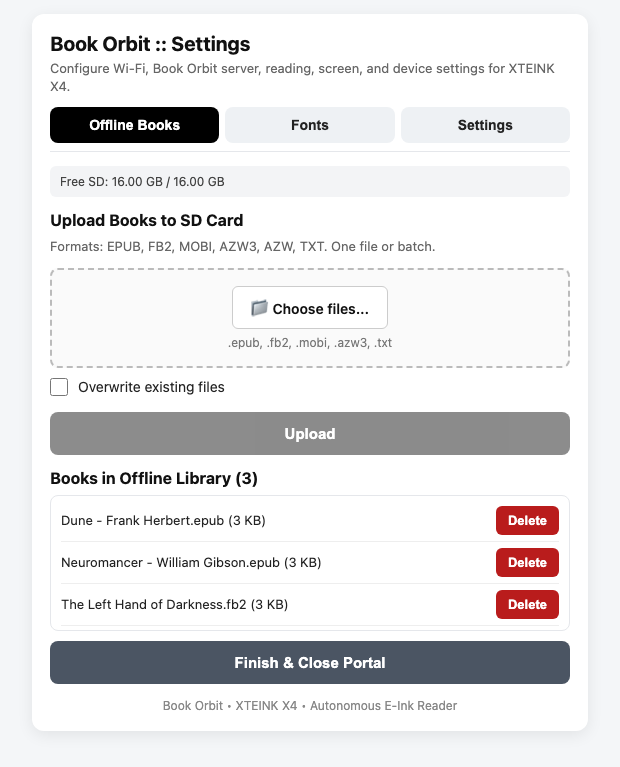 Book Orbit :: Settings
Configure Wi-Fi, Book Orbit server, reading, screen, and device settings for XTEINK
X4.
Offline Books
Fonts
Settings
Free SD: 16.00 GB / 16.00 GB
Upload Books to SD Card
Formats: EPUB, FB2, MOBI, AZW3, AZW, TXT. One file or batch.
Choose files...
.epub, .fb2, .mobi, .azw3, .txt
Overwrite existing files
Upload
Books in Offline Library (3)
Dune - Frank Herbert.epub (3 KB)
Delete
Neuromancer - William Gibson.epub (3 KB)
Delete
The Left Hand of Darkness.fb2 (3 KB)
Delete
Finish & Close Portal
Book Orbit • XTEINK X4 • Autonomous E-Ink Reader